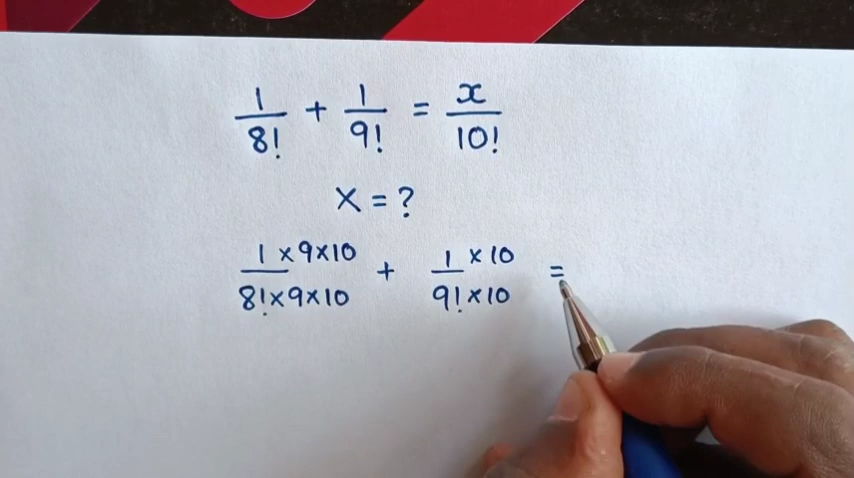 1/8! + 1/9! = x/10!
x = ?
1×9×10/8!×9×10 + 1×10/9!×10 =